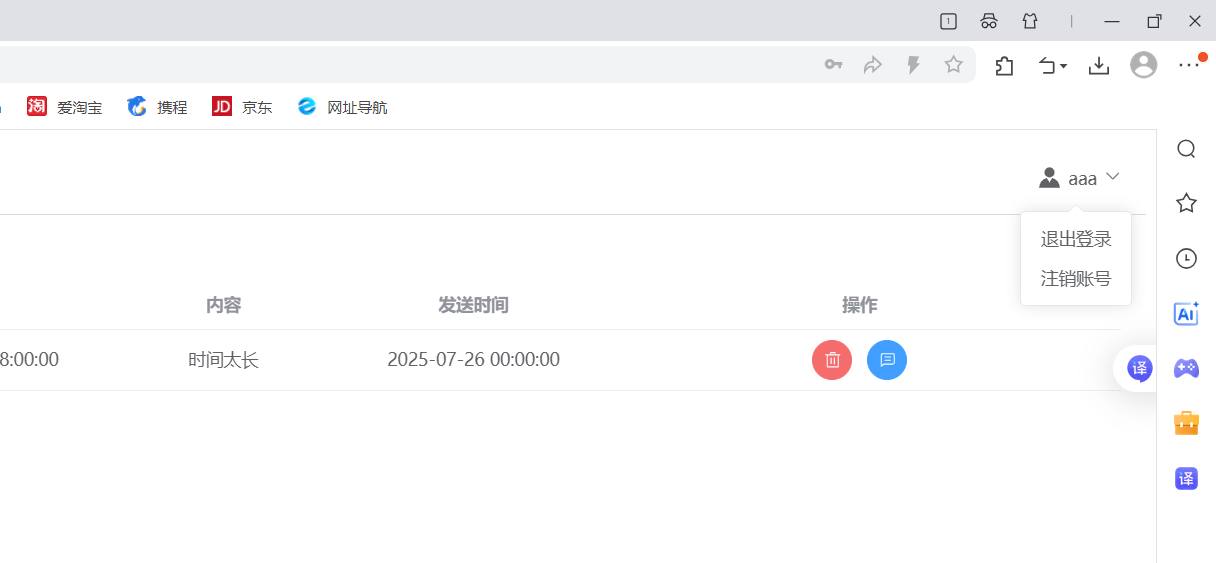 1
淘 爱淘宝 携程 JD 京东 网址导航
aaa
退出登录
注销账号
内容 发送时间 操作
8:00:00 时间太长 2025-07-26 00:00:00
AI
译
译